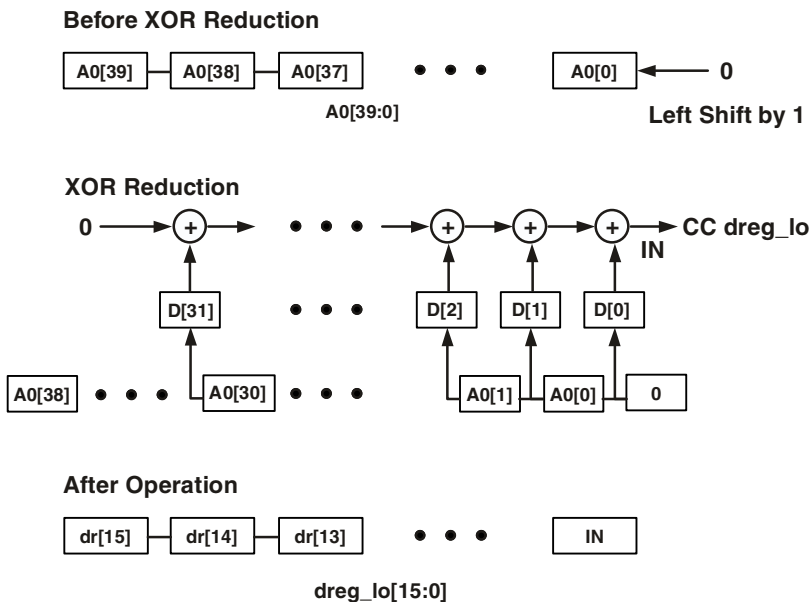 Before XOR Reduction
A0[39] A0[38] A0[37] A0[0] 0
A0[39:0] Left Shift by 1
XOR Reduction
0 + + + + CC dreg_lo
IN
D[31] D[2] D[1] D[0]
A0[38] A0[30] A0[1] A0[0] 0
After Operation
dr[15] dr[14] dr[13] IN
dreg_lo[15:0]